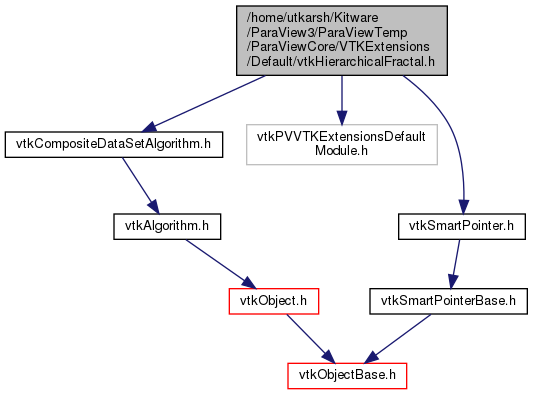 /home/utkarsh/Kitware
/ParaView3/ParaViewTemp
/ParaViewCore/VTKExtensions
/Default/vtkHierarchicalFractal.h
vtkCompositeDataSetAlgorithm.h
vtkPVVTKExtensionsDefault
Module.h
vtkAlgorithm.h
vtkSmartPointer.h
vtkObject.h
vtkSmartPointerBase.h
vtkObjectBase.h